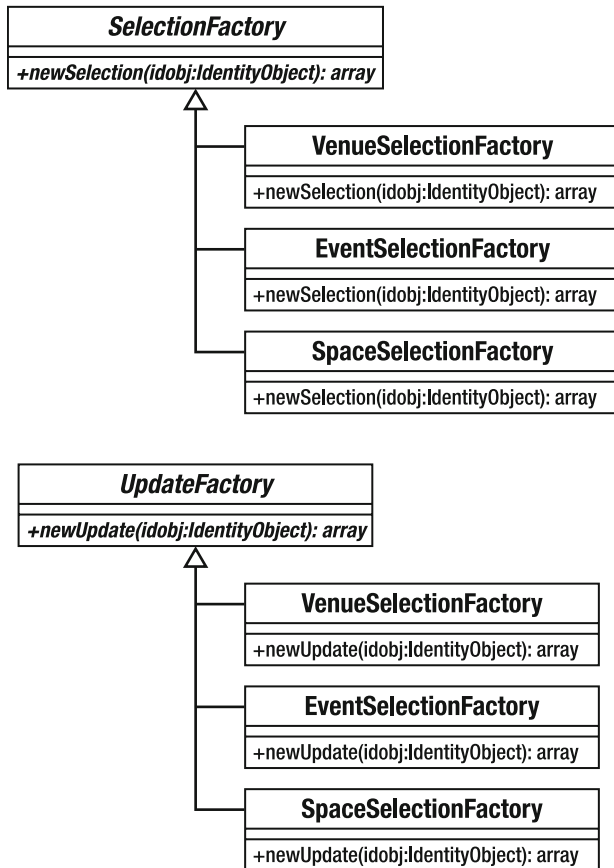 SelectionFactory
+newSelection(idobj:IdentityObject): array
VenueSelectionFactory
+newSelection(idobj:IdentityObject): array
EventSelectionFactory
+newSelection(idobj:IdentityObject): array
SpaceSelectionFactory
+newSelection(idobj:IdentityObject): array
UpdateFactory
+newUpdate(idobj:IdentityObject): array
VenueSelectionFactory
+newUpdate(idobj:IdentityObject): array
EventSelectionFactory
+newUpdate(idobj:IdentityObject): array
SpaceSelectionFactory
+newUpdate(idobj:IdentityObject): array